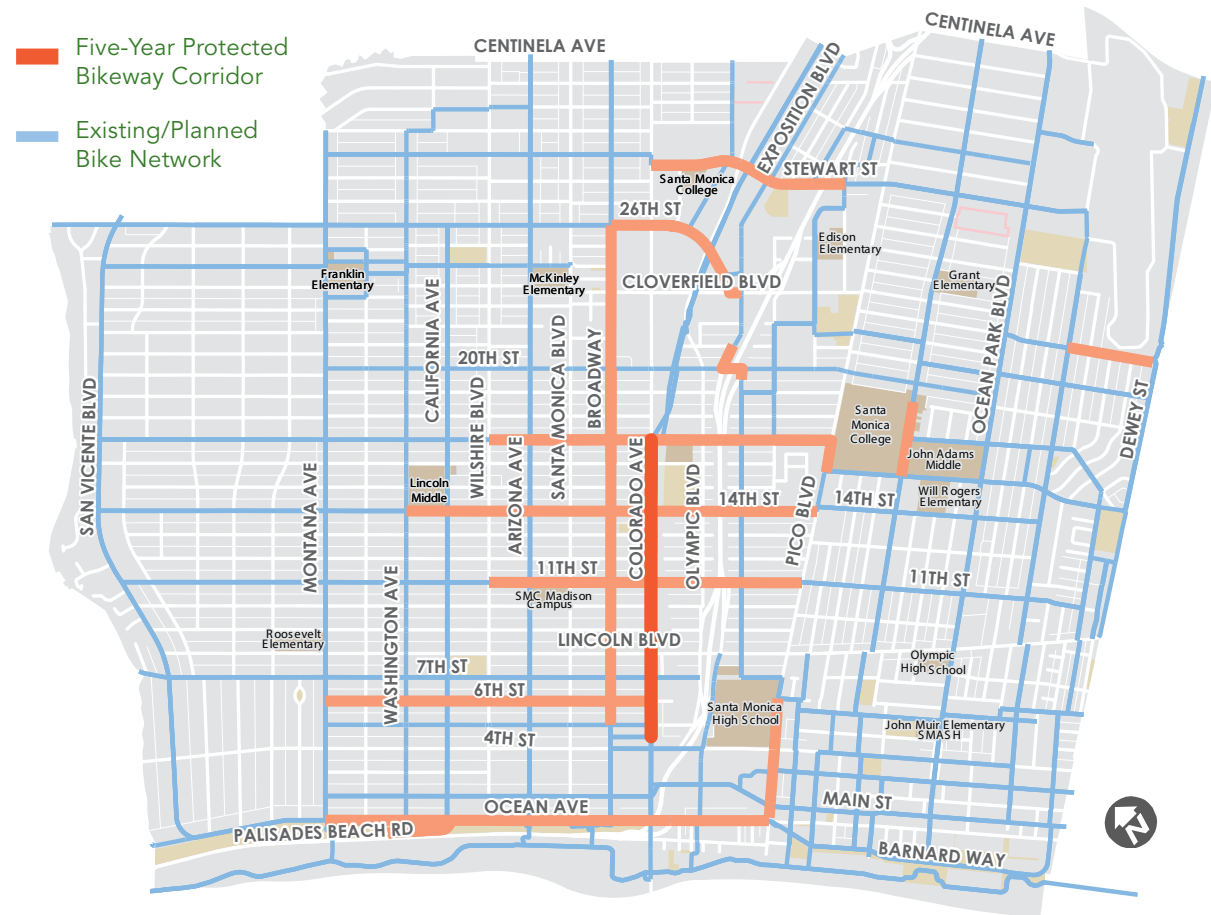 Five-Year Protected
Bikeway Corridor
Existing/Planned
Bike Network
CENTINELA AVE
CENTINELA AVE
EXPOSITION BLVD
STEWART ST
Santa Monica
College
26TH ST
Edison
Elementary
Franklin
Elementary
McKinley
Elementary
CLOVERFIELD BLVD
Grant
Elementary
CALIFORNIA AVE
SANTA MONICA BLVD
BROADWAY
OCEAN PARK BLVD
20TH ST
SAN VICENTE BLVD
WILSHIRE BLVD
DEWEY ST
Santa
Monica
College
ARIZONA AVE
COLORADO AVE
OLYMPIC BLVD
John Adams
Middle
MONTANA AVE
Lincoln
Middle
14TH ST
PICO BLVD
14TH ST
Will Rogers
Elementary
11TH ST
11TH ST
SMC Madison
Campus
WASHINGTON AVE
Roosevelt
Elementary
LINCOLN BLVD
Olympic
High School
7TH ST
6TH ST
Santa Monica
High School
John Muir Elementary
SMASH
4TH ST
OCEAN AVE
MAIN ST
PALISADES BEACH RD
BARNARD WAY
N